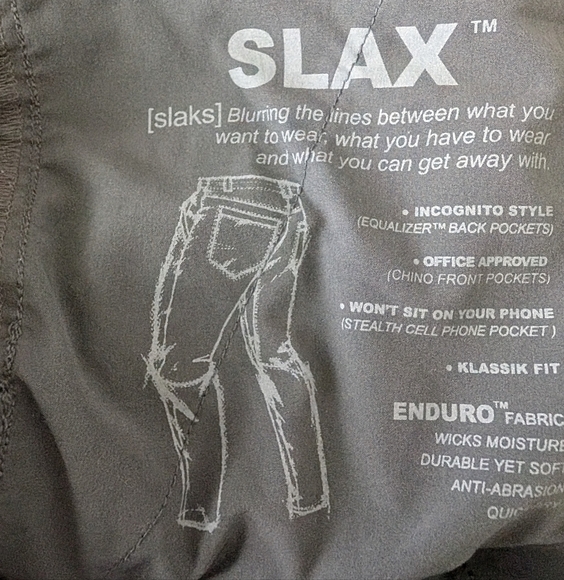 SLAX™
[slaks] Blurring the lines between what you
want to wear, what you have to wear
and what you can get away with.
• INCOGNITO STYLE
(EQUALIZER™ BACK POCKETS)
• OFFICE APPROVED
(CHINO FRONT POCKETS)
• WON'T SIT ON YOUR PHONE
(STEALTH CELL PHONE POCKET)
• KLASSIK FIT
ENDURO™ FABRIC
WICKS MOISTURE
DURABLE YET SOFT
ANTI-ABRASION